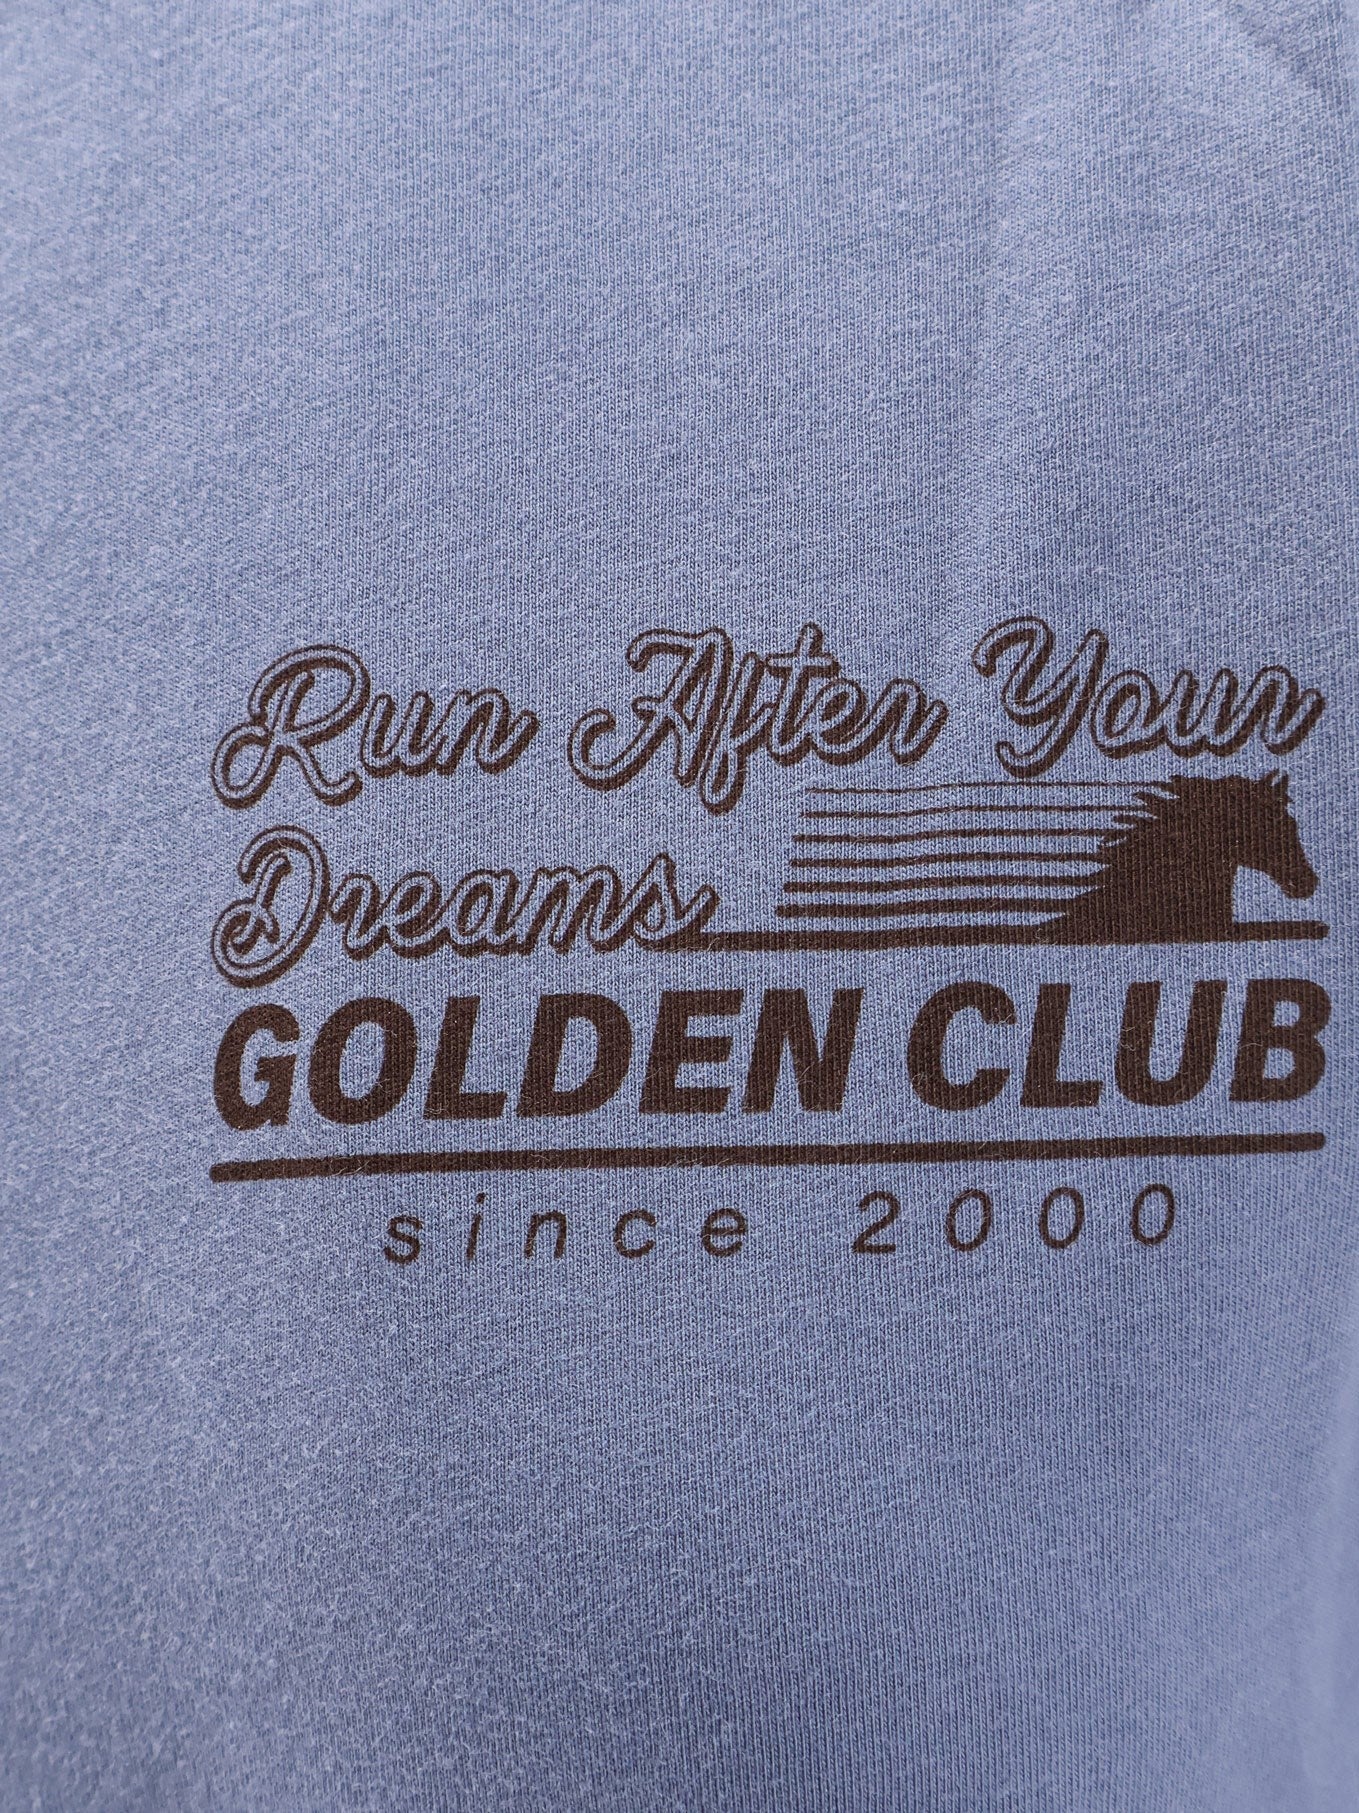 Run After Your
Dreams
GOLDEN CLUB
since 2000